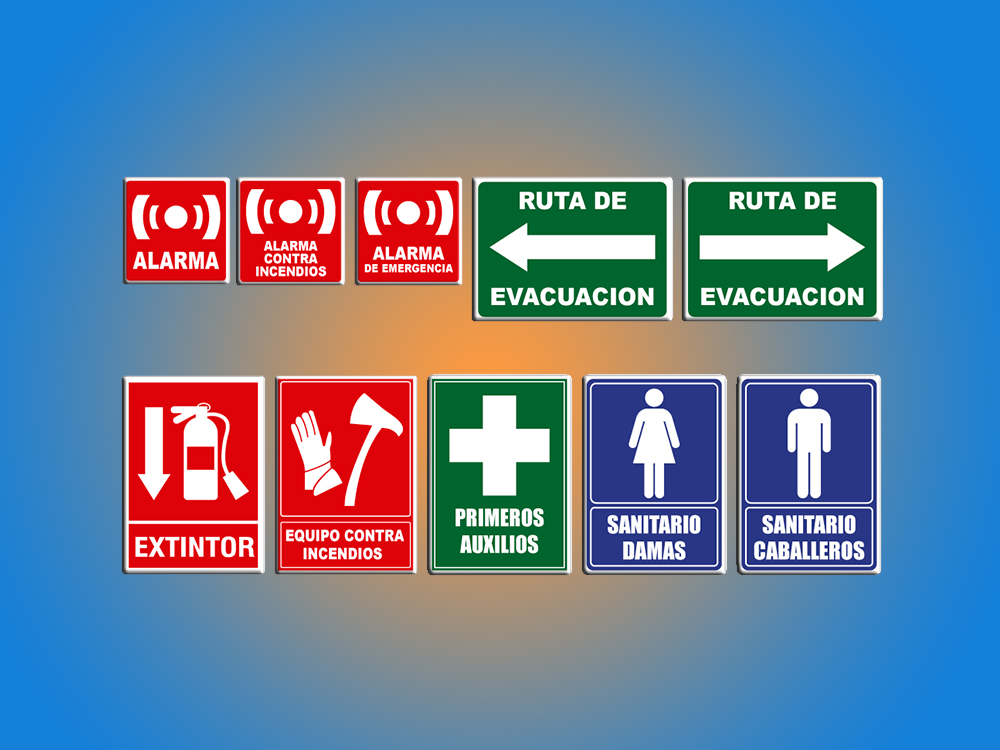 ALARMA
ALARMA
CONTRA
INCENDIOS
ALARMA
DE EMERGENCIA
RUTA DE
EVACUACION
RUTA DE
EVACUACION
EXTINTOR
EQUIPO CONTRA
INCENDIOS
PRIMEROS
AUXILIOS
SANITARIO
DAMAS
SANITARIO
CABALLEROS